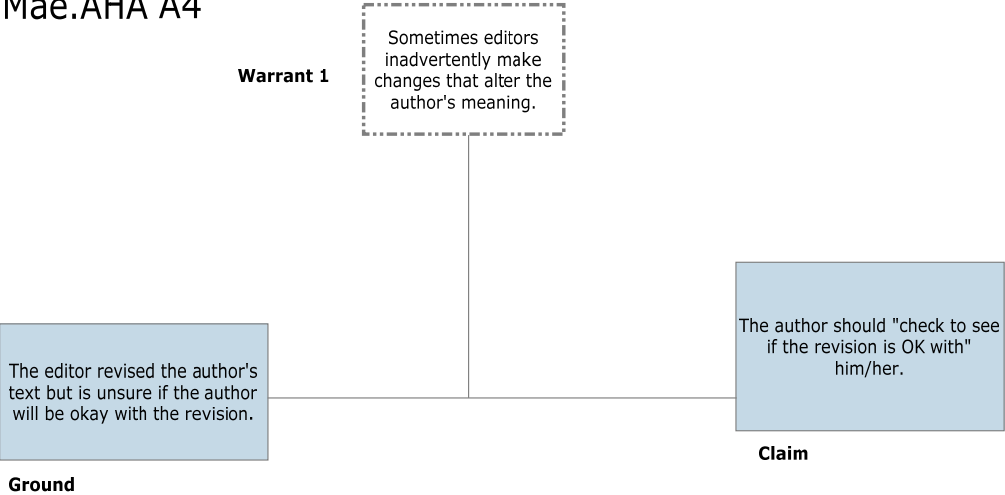 Mae.AHA A4
Sometimes editors
inadvertently make
changes that alter the
author's meaning.
Warrant 1
The author should "check to see
if the revision is OK with"
him/her.
The editor revised the author's
text but is unsure if the author
will be okay with the revision.
Claim
Ground